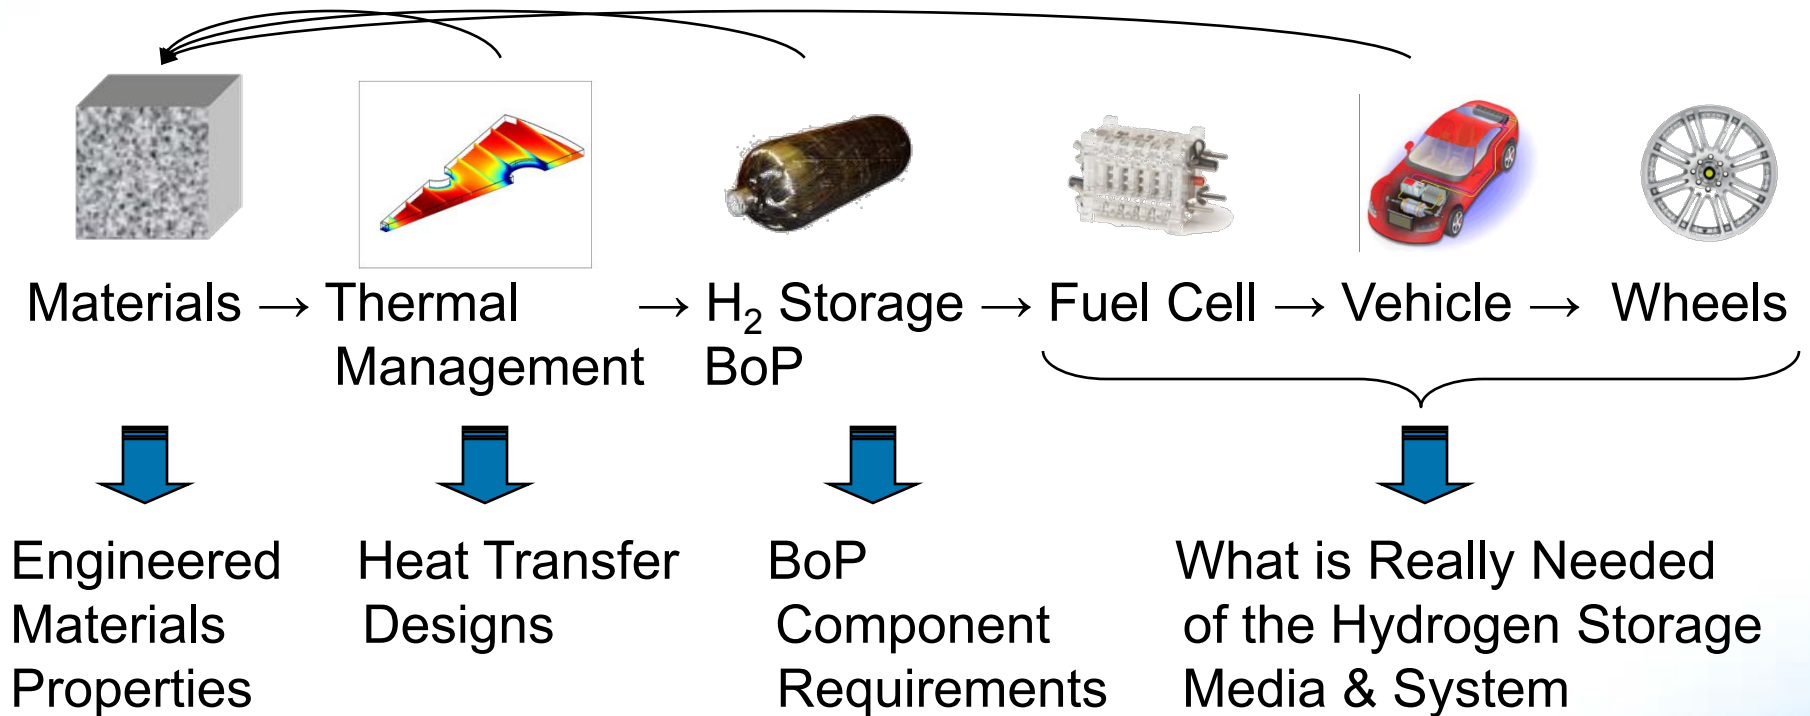 Materials → Thermal Management → H₂ Storage BoP → Fuel Cell → Vehicle → Wheels
Engineered
Materials
Properties
Heat Transfer
Designs
BoP
Component
Requirements
What is Really Needed
of the Hydrogen Storage
Media & System